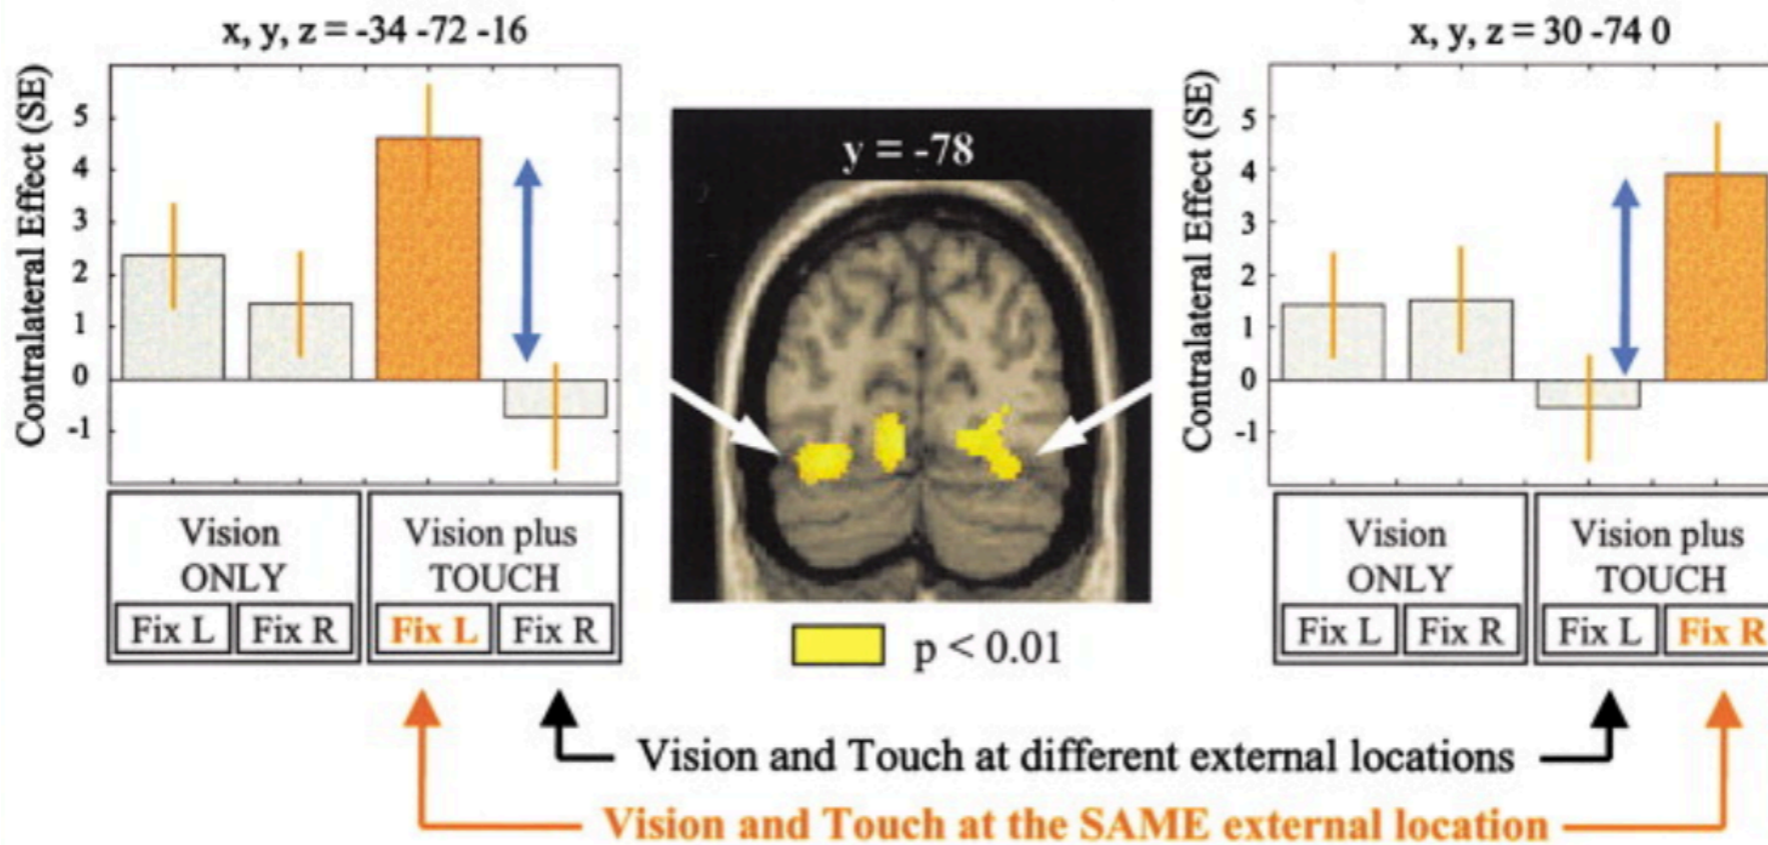 x, y, z = -34 -72 -16
Contralateral Effect (SE)
5
4
3
2
1
0
-1
Vision ONLY
Vision plus TOUCH
Fix L
Fix R
Fix L
Fix R
y = -78
p < 0.01
x, y, z = 30 -74 0
Contralateral Effect (SE)
5
4
3
2
1
0
-1
Vision ONLY
Vision plus TOUCH
Fix L
Fix R
Fix L
Fix R
Vision and Touch at different external locations
Vision and Touch at the SAME external location